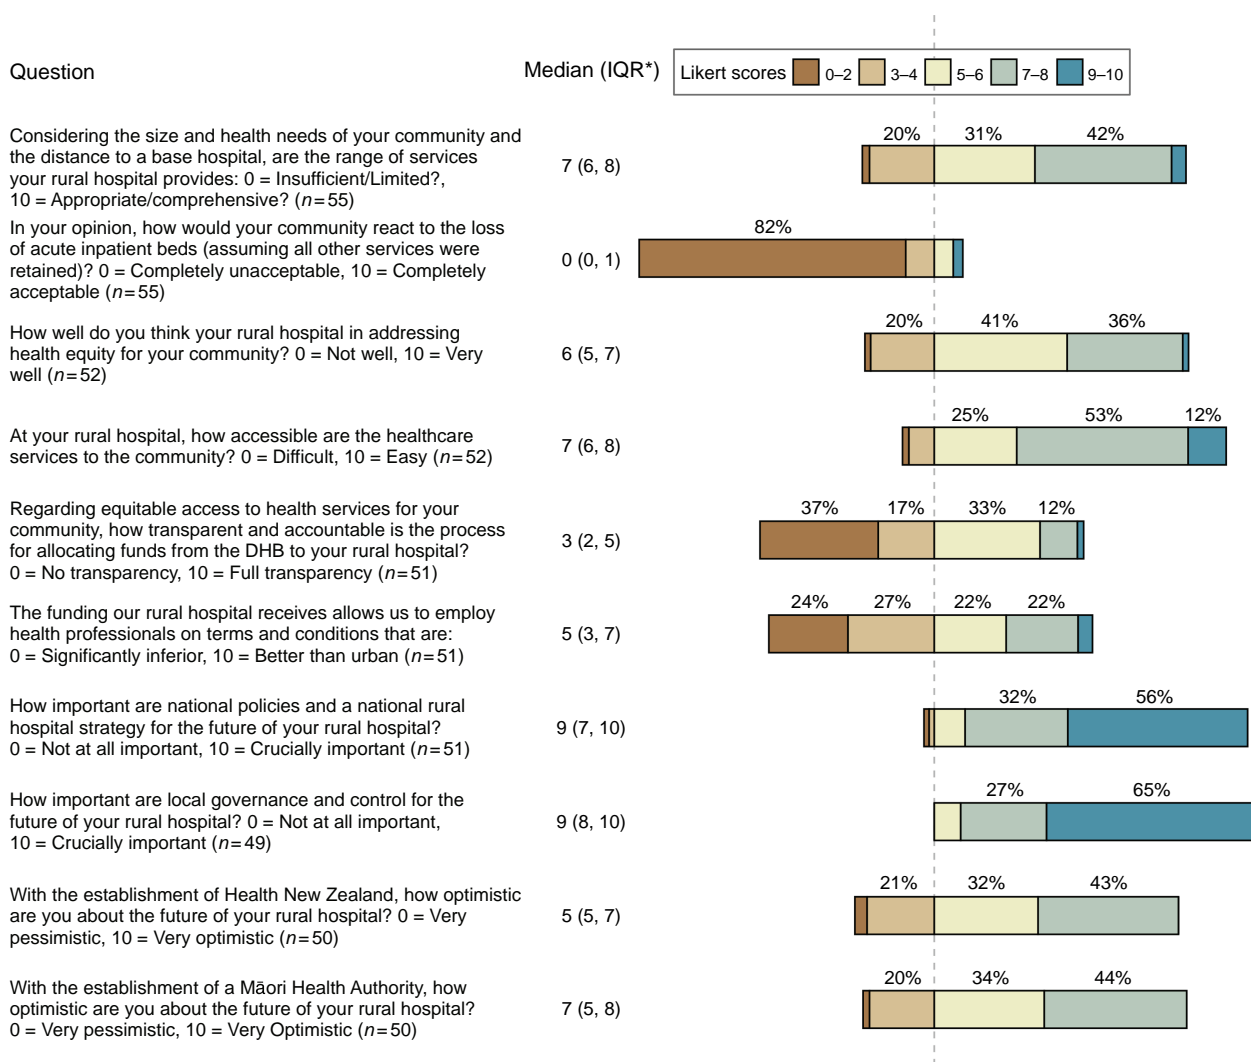 Question Median (IQR*) Likert scores 0–2 3–4 5–6 7–8 9–10
Considering the size and health needs of your community and
the distance to a base hospital, are the range of services
your rural hospital provides: 0 = Insufficient/Limited?,
10 = Appropriate/comprehensive? (n=55)
7 (6, 8)
20% 31% 42%
In your opinion, how would your community react to the loss
of acute inpatient beds (assuming all other services were
retained)? 0 = Completely unacceptable, 10 = Completely
acceptable (n=55)
0 (0, 1)
82%
How well do you think your rural hospital in addressing
health equity for your community? 0 = Not well, 10 = Very
well (n=52)
6 (5, 7)
20% 41% 36%
At your rural hospital, how accessible are the healthcare
services to the community? 0 = Difficult, 10 = Easy (n=52)
7 (6, 8)
25% 53% 12%
Regarding equitable access to health services for your
community, how transparent and accountable is the process
for allocating funds from the DHB to your rural hospital?
0 = No transparency, 10 = Full transparency (n=51)
3 (2, 5)
37% 17% 33% 12%
The funding our rural hospital receives allows us to employ
health professionals on terms and conditions that are:
0 = Significantly inferior, 10 = Better than urban (n=51)
5 (3, 7)
24% 27% 22% 22%
How important are national policies and a national rural
hospital strategy for the future of your rural hospital?
0 = Not at all important, 10 = Crucially important (n=51)
9 (7, 10)
32% 56%
How important are local governance and control for the
future of your rural hospital? 0 = Not at all important,
10 = Crucially important (n=49)
9 (8, 10)
27% 65%
With the establishment of Health New Zealand, how optimistic
are you about the future of your rural hospital? 0 = Very
pessimistic, 10 = Very optimistic (n=50)
5 (5, 7)
21% 32% 43%
With the establishment of a Māori Health Authority, how
optimistic are you about the future of your rural hospital?
0 = Very pessimistic, 10 = Very Optimistic (n=50)
7 (5, 8)
20% 34% 44%